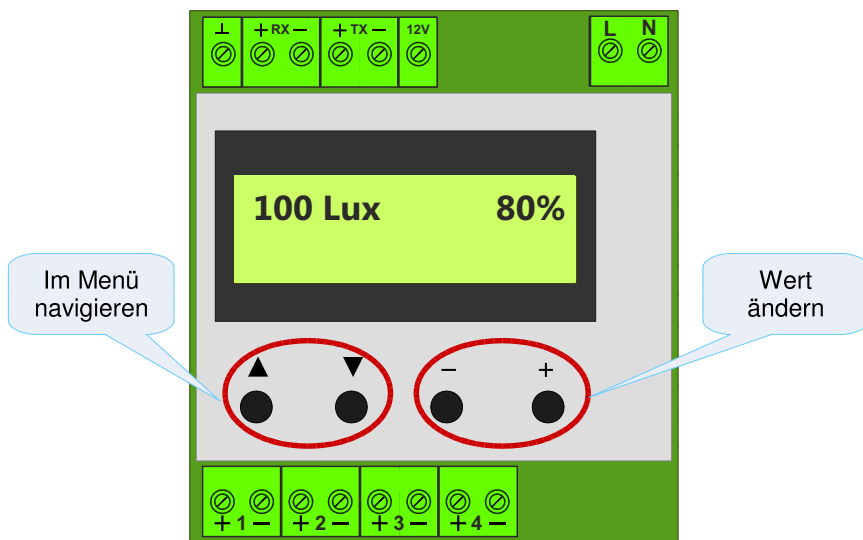 ⊥ + RX − + TX − 12V L N
100 Lux 80%
Im Menü
navigieren
Wert
ändern
▲ ▼ − +
+ 1 − + 2 − + 3 − + 4 −